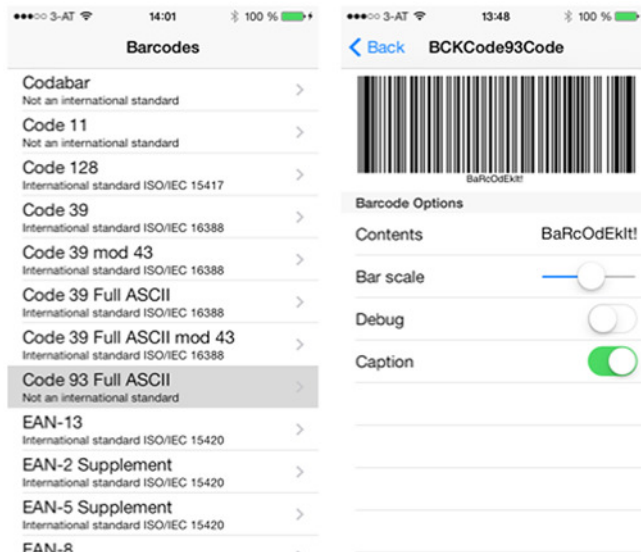 3-AT 14:01 100 %
Barcodes
Codabar
Not an international standard
Code 11
Not an international standard
Code 128
International standard ISO/IEC 15417
Code 39
International standard ISO/IEC 16388
Code 39 mod 43
International standard ISO/IEC 16388
Code 39 Full ASCII
International standard ISO/IEC 16388
Code 39 Full ASCII mod 43
International standard ISO/IEC 16388
Code 93 Full ASCII
Not an international standard
EAN-13
International standard ISO/IEC 15420
EAN-2 Supplement
International standard ISO/IEC 15420
EAN-5 Supplement
International standard ISO/IEC 15420
EAN-8
3-AT 13:48 100 %
Back BCKCode93Code
BaRcOdEkIt!
Barcode Options
Contents BaRcOdEkIt!
Bar scale
Debug
Caption